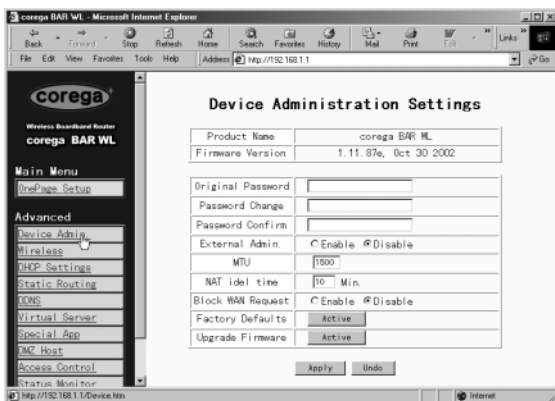 corega BAR WL - Microsoft Internet Explorer
Back Forward Stop Refresh Home Search Favorites History Mail Print Edit » Links »
File Edit View Favorites Tools Help Address http://192.168.1.1 Go
corega
Wireless Boardband Router
corega BAR WL
Main Menu
OnePage Setup
Advanced
Device Admin.
Wireless
DHCP Settings
Static Routing
DDNS
Virtual Server
Special App
DMZ Host
Access Control
Status Monitor
Device Administration Settings
Product Name corega BAR WL
Firmware Version 1.11.87e, Oct 30 2002
Original Password
Password Change
Password Confirm
External Admin. Enable Disable
MTU 1500
NAT idel time 10 Min.
Block WAN Request Enable Disable
Factory Defaults Active
Upgrade Firmware Active
Apply Undo
http://192.168.1.1/Device.htm Internet